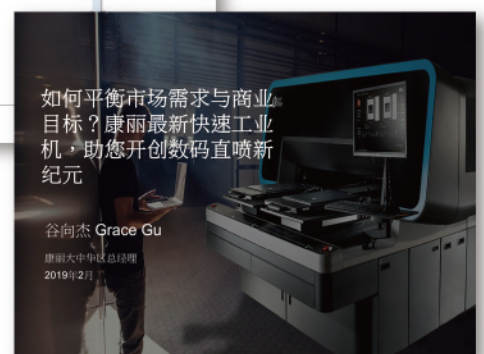 如何平衡市场需求与商业
目标？康丽最新快速工业
机，助您开创数码直喷新
纪元
谷向杰 Grace Gu
康丽大中华区总经理
2019年2月